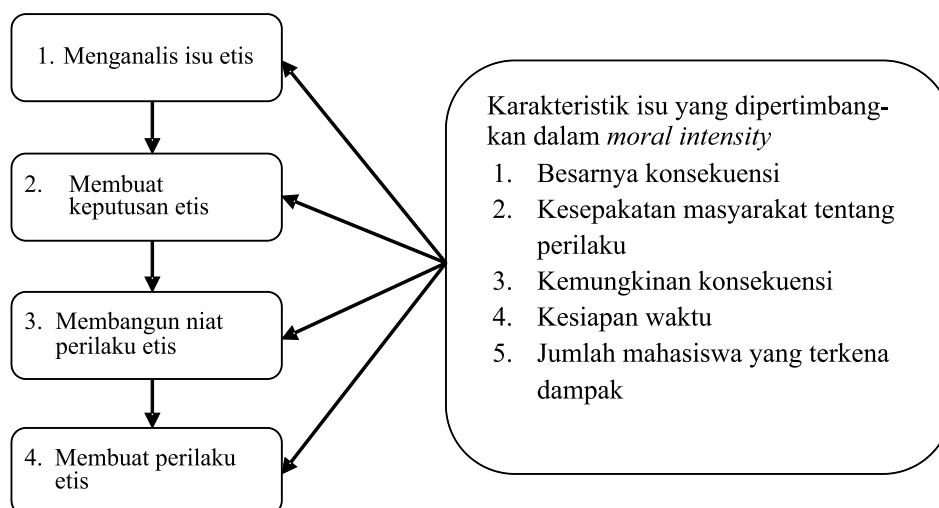 1. Menganalis isu etis
2. Membuat
keputusan etis
3. Membangun niat
perilaku etis
4. Membuat perilaku
etis
Karakteristik isu yang dipertimbang-
kan dalam moral intensity
1. Besarnya konsekuensi
2. Kesepakatan masyarakat tentang
perilaku
3. Kemungkinan konsekuensi
4. Kesiapan waktu
5. Jumlah mahasiswa yang terkena
dampak